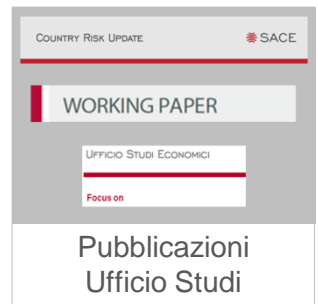 COUNTRY RISK UPDATE SACE
WORKING PAPER
UFFICIO STUDI ECONOMICI
Focus on
Pubblicazioni
Ufficio Studi